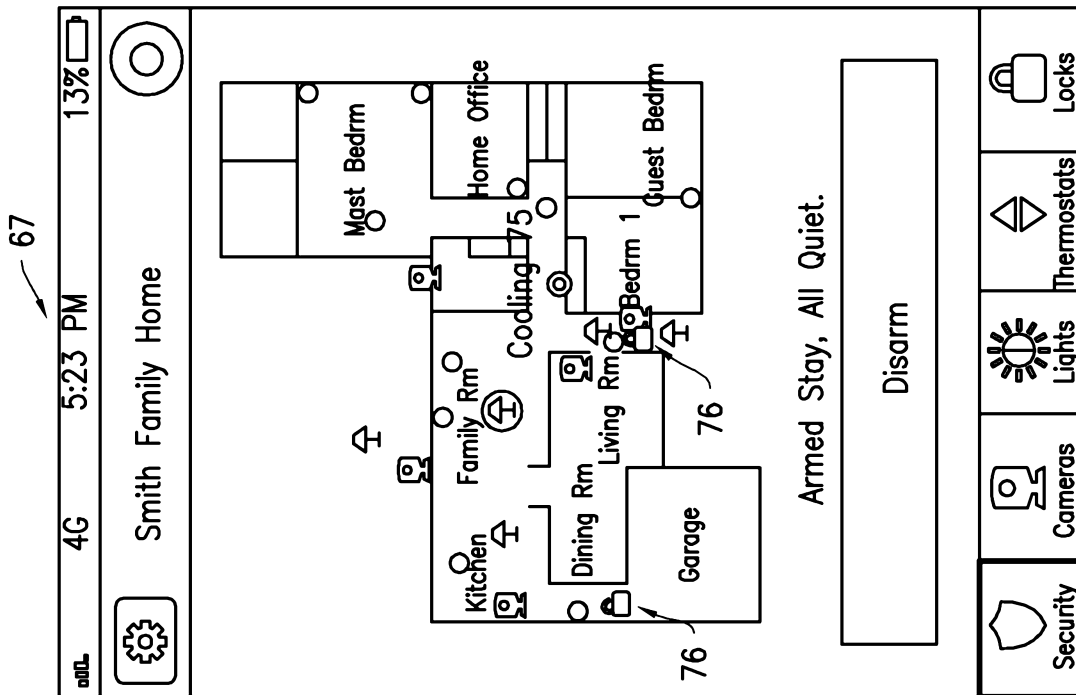 67
4G 5:23 PM 13%
Smith Family Home
Mast Bedrm
Home Office
Kitchen
Family Rm
Cooling 75
Dining Rm
Living Rm
Bedrm 1
Guest Bedrm
Garage
76
76
Armed Stay, All Quiet.
Disarm
Security
Cameras
Lights
Thermostats
Locks